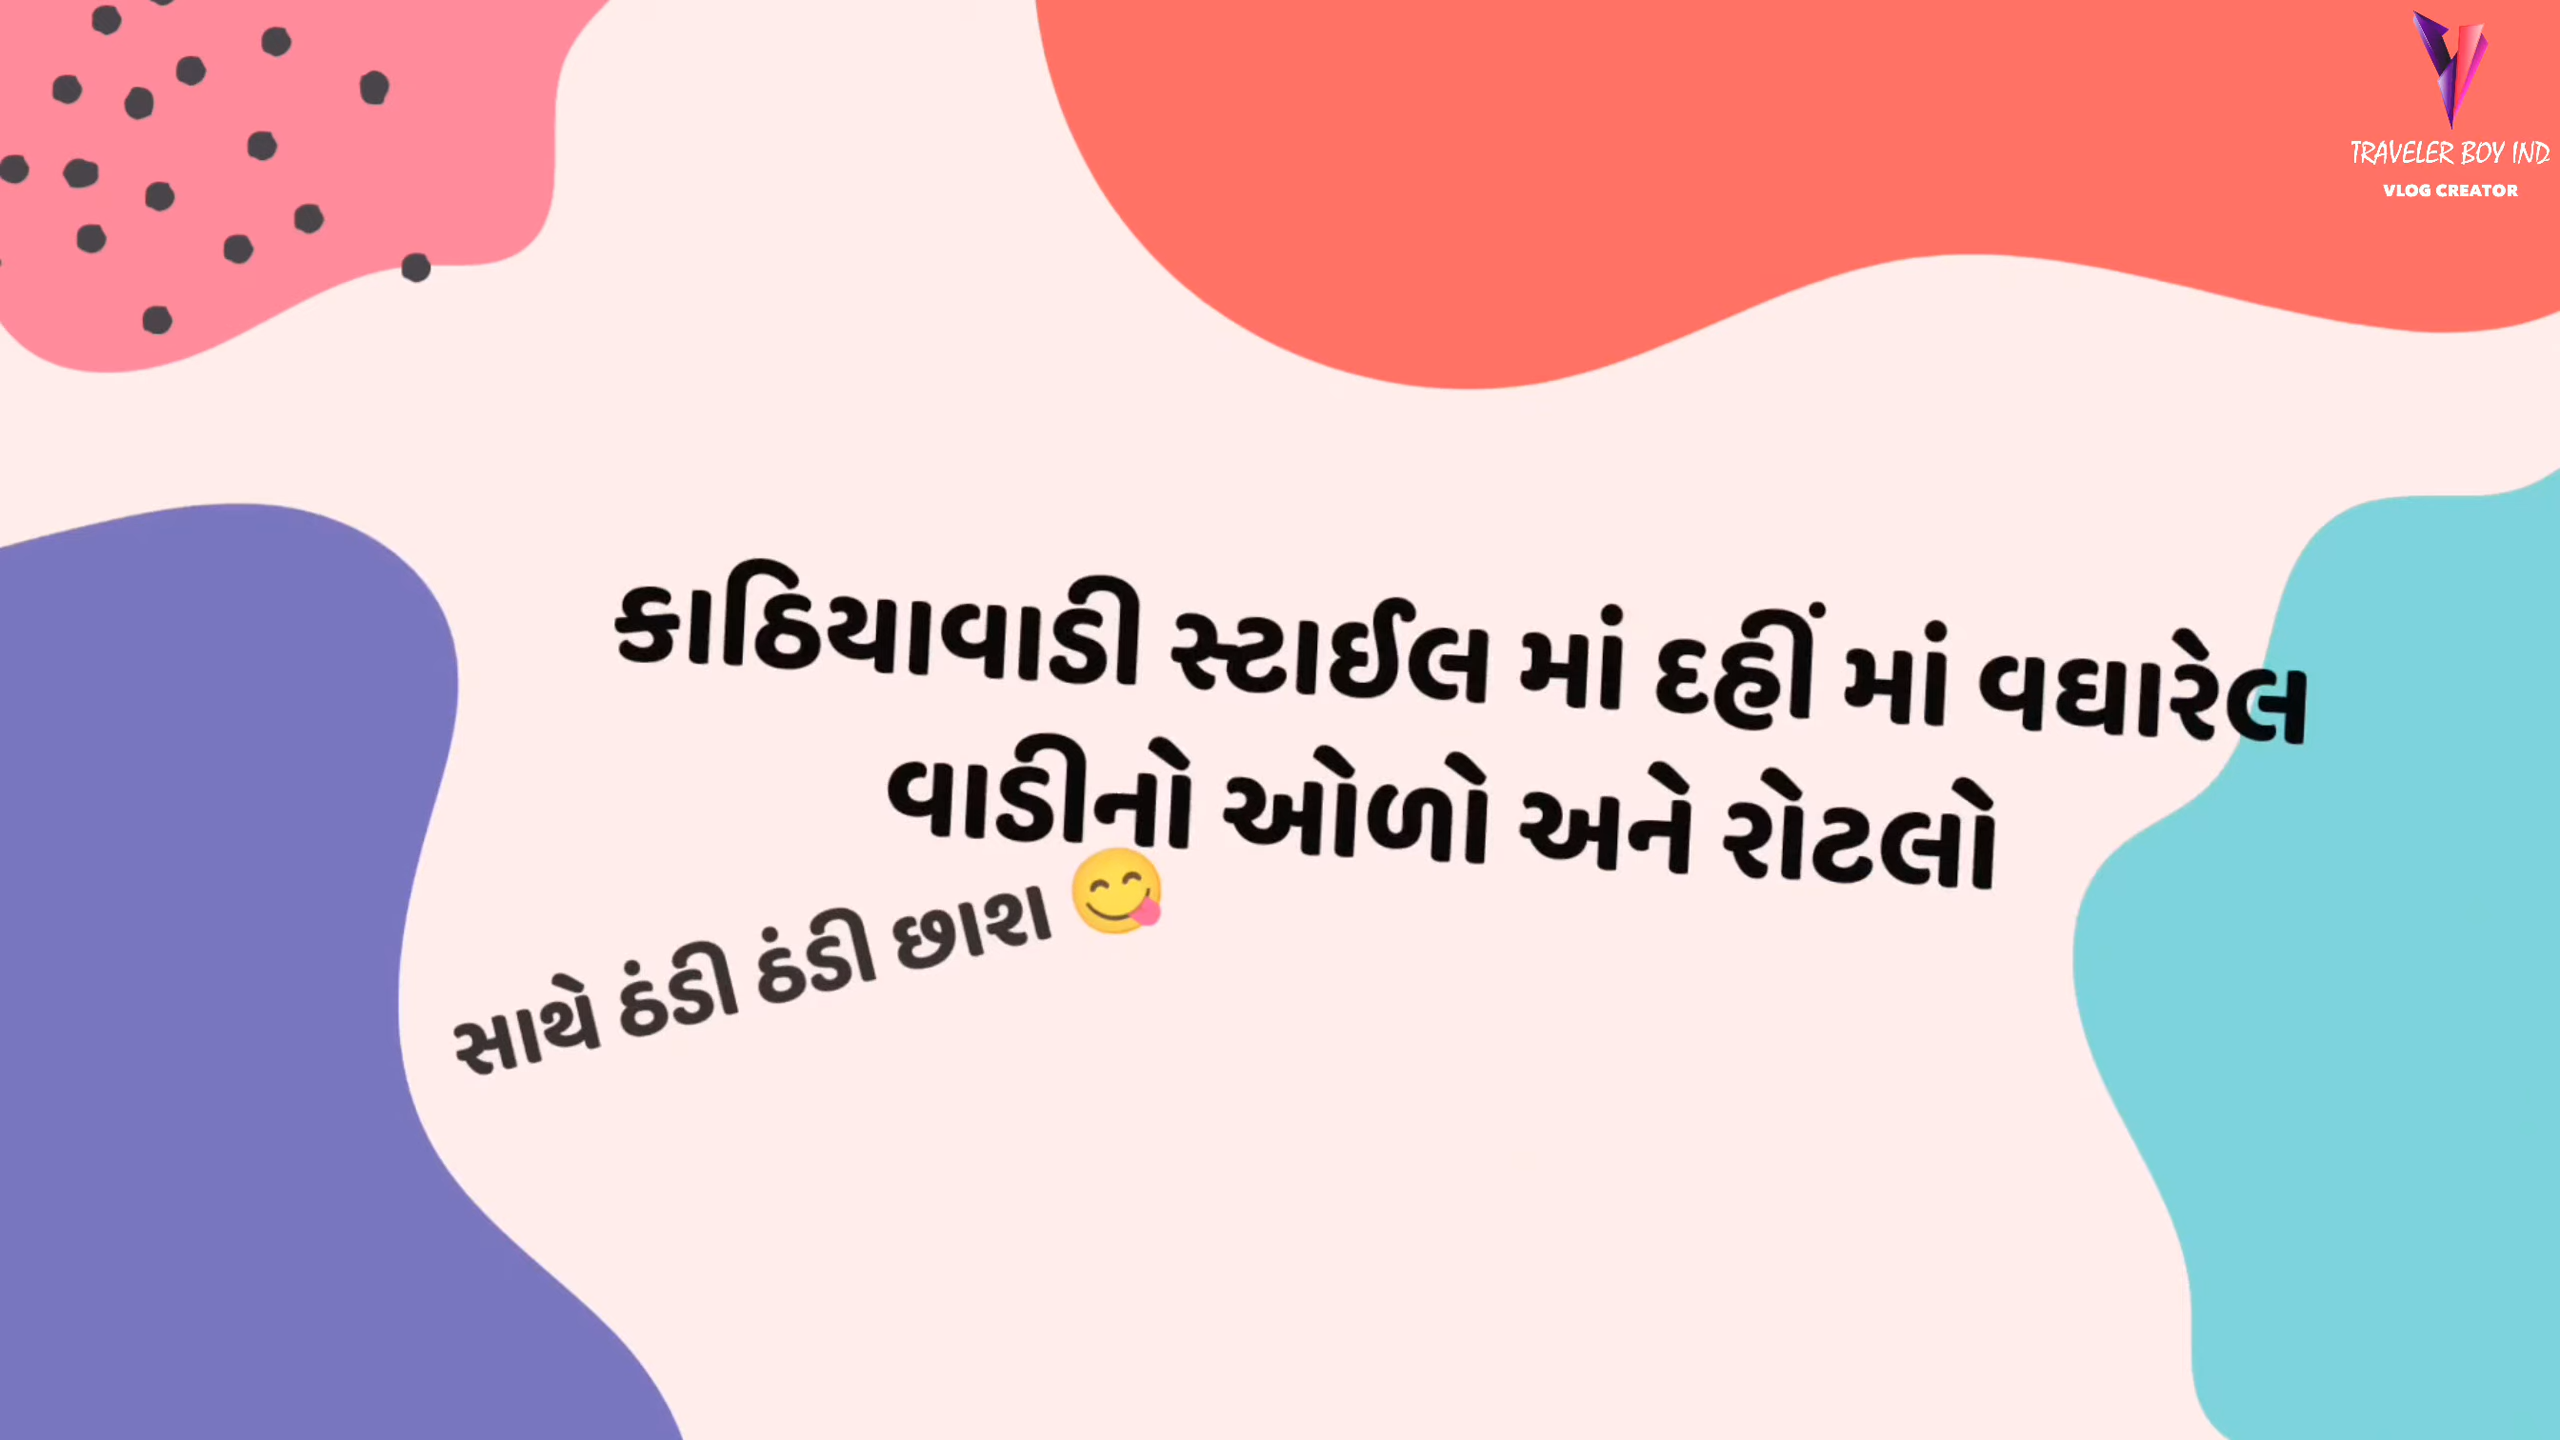 TRAVELER BOY IND
VLOG CREATOR
કાઠિયાવાડી સ્ટાઈલ માં દહીં માં વઘારેલ
વાડીનો ઓળો અને રોટલો
સાથે ઠંડી ઠંડી છાશ 😋